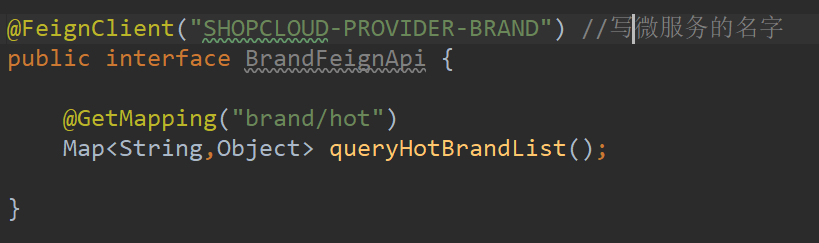 @FeignClient("SHOPCLOUD-PROVIDER-BRAND") //写微服务的名字
public interface BrandFeignApi {
@GetMapping("brand/hot")
Map<String,Object> queryHotBrandList();
}